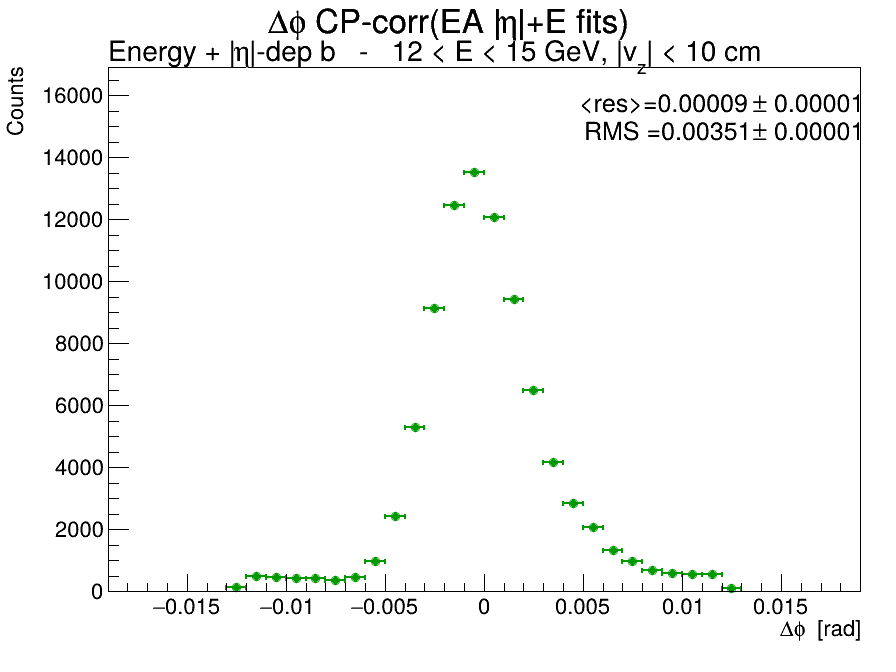 Δϕ CP-corr(EA |η|+E fits)
Energy + |η|-dep b - 12 < E < 15 GeV, |v_z| < 10 cm
Counts
<res>=0.00009 ± 0.00001
RMS =0.00351± 0.00001
16000
14000
12000
10000
8000
6000
4000
2000
0
−0.015 −0.01 −0.005 0 0.005 0.01 0.015
Δϕ [rad]